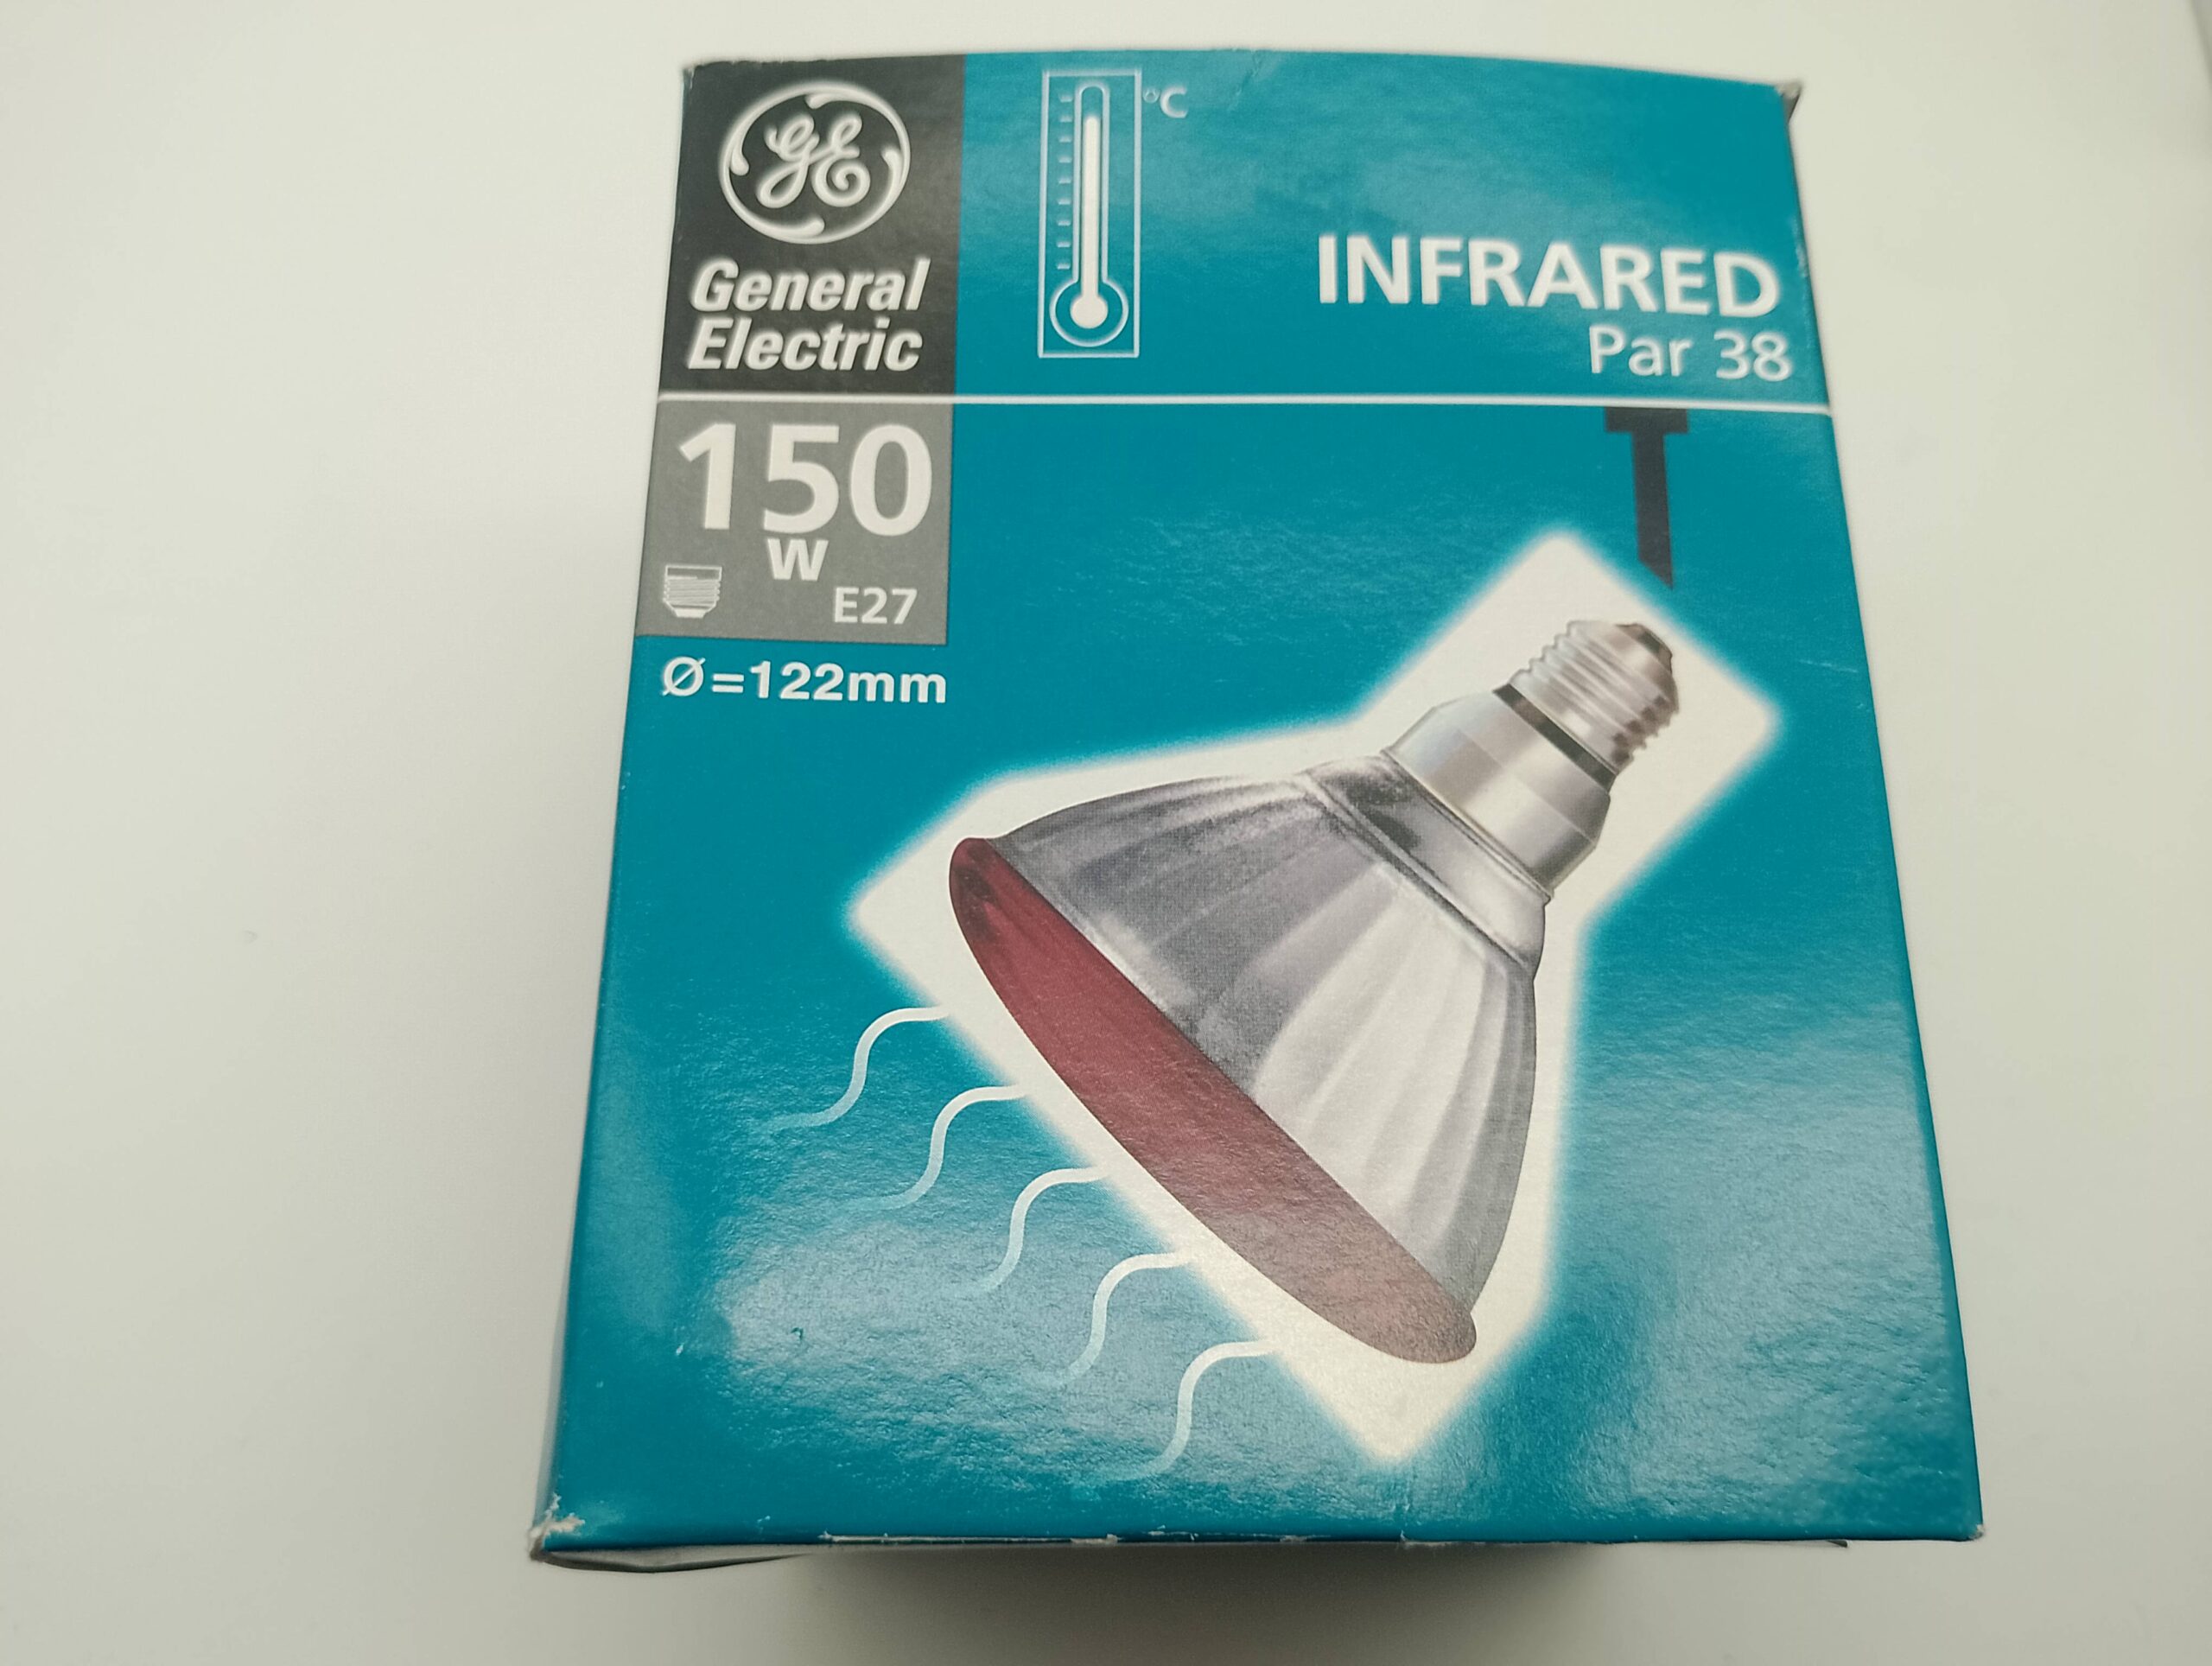 GE
General
Electric
°C
INFRARED
Par 38
150
W
E27
Ø=122mm